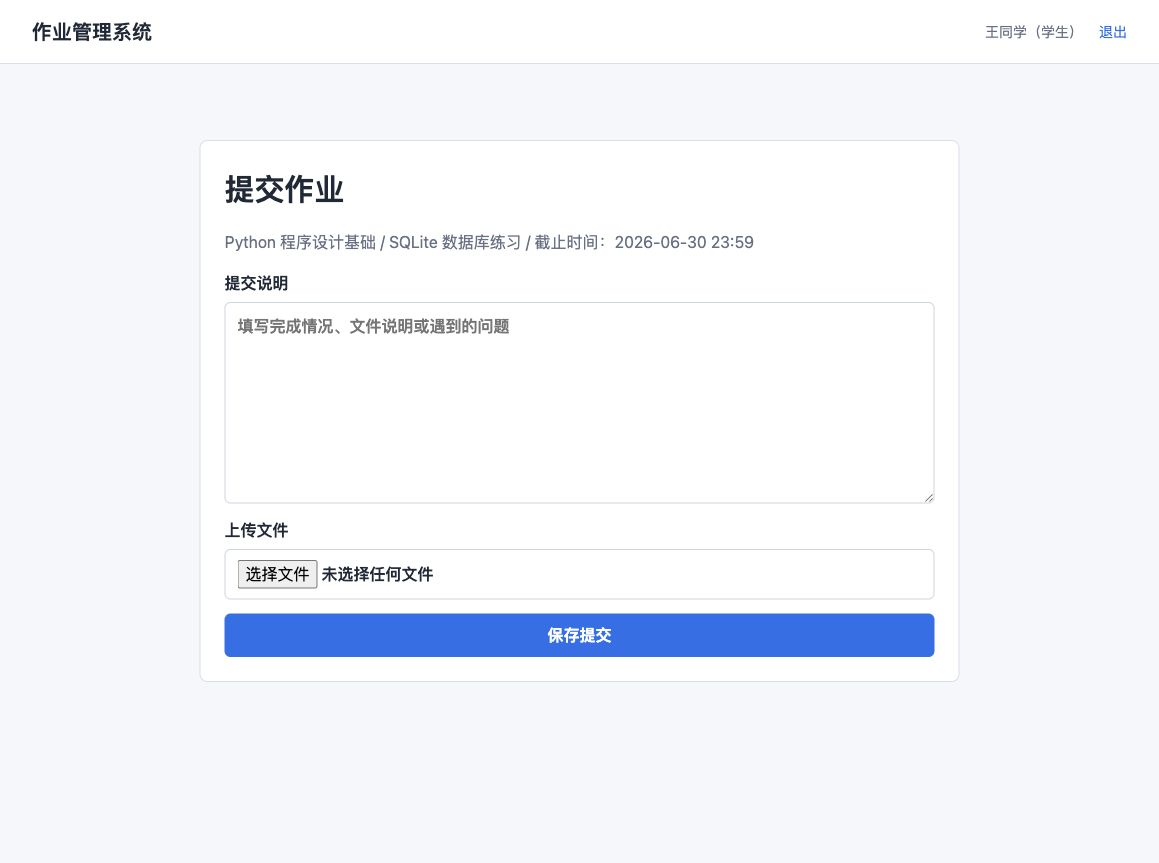 作业管理系统
王同学（学生） 退出
提交作业
Python 程序设计基础 / SQLite 数据库练习 / 截止时间：2026-06-30 23:59
提交说明
填写完成情况、文件说明或遇到的问题
上传文件
选择文件 未选择任何文件
保存提交